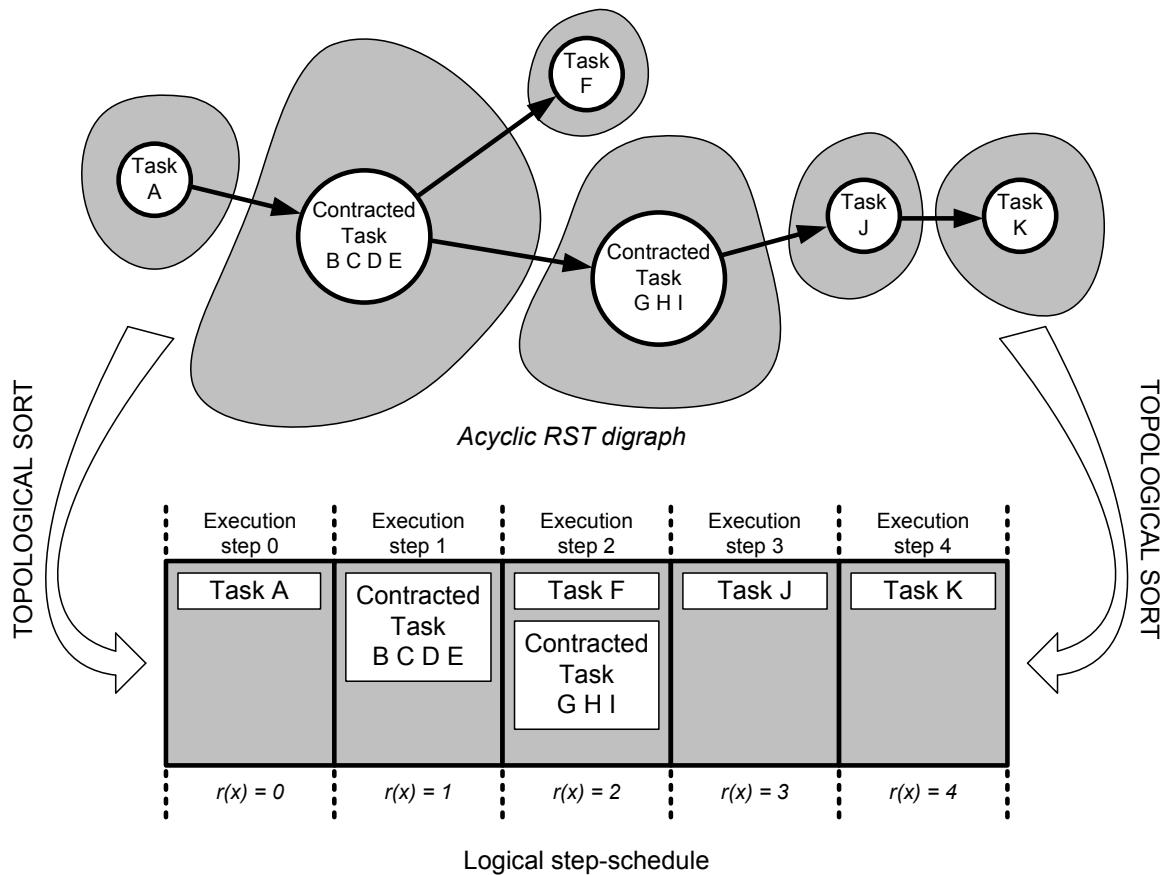 Task
F
Task
A
Contracted
Task
B C D E
Contracted
Task
G H I
Task
J
Task
K
TOPOLOGICAL SORT
TOPOLOGICAL SORT
Acyclic RST digraph
Execution
step 0
Execution
step 1
Execution
step 2
Execution
step 3
Execution
step 4
Task A
Contracted
Task
B C D E
Task F
Contracted
Task
G H I
Task J
Task K
r(x) = 0
r(x) = 1
r(x) = 2
r(x) = 3
r(x) = 4
Logical step-schedule